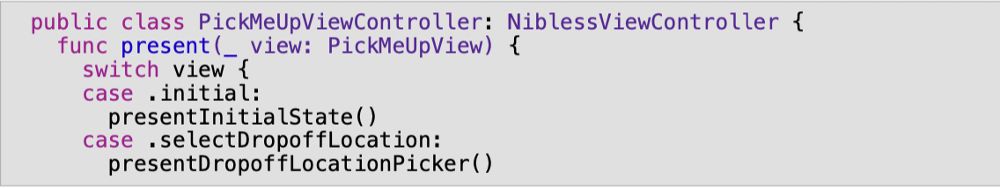 public class PickMeUpViewController: NiblessViewController {
func present(_ view: PickMeUpView) {
switch view {
case .initial:
presentInitialState()
case .selectDropoffLocation:
presentDropoffLocationPicker()